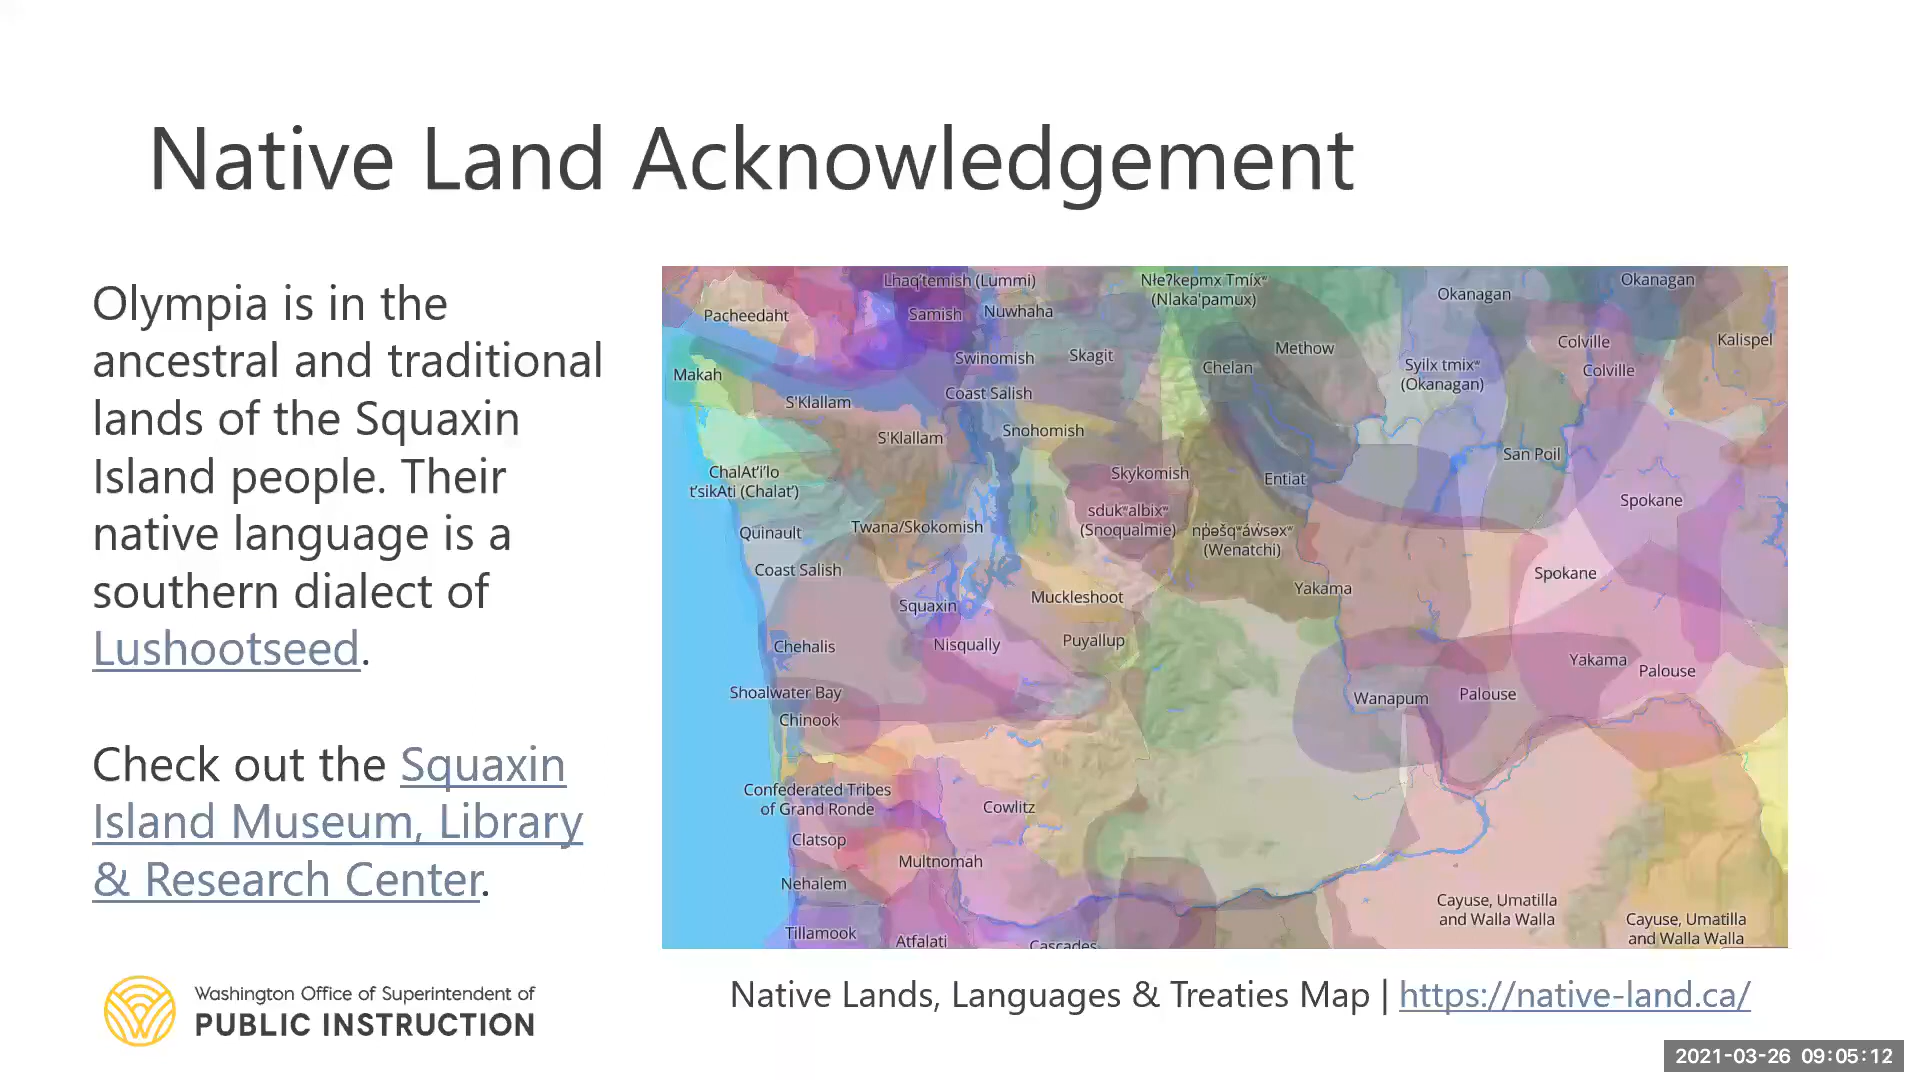 Native Land Acknowledgement
Olympia is in the
ancestral and traditional
lands of the Squaxin
Island people. Their
native language is a
southern dialect of
Lushootseed.
Check out the Squaxin
Island Museum, Library
& Research Center.
Lhaq'temish (Lummi)
Nłeʔkepmx Tmíxʷ
(Nlaka'pamux)
Okanagan
Okanagan
Pacheedaht
Samish
Nuwhaha
Kalispel
Colville
Makah
Swinomish
Skagit
Chelan
Methow
Syilx tmixʷ
(Okanagan)
Colville
S'Klallam
Coast Salish
S'Klallam
Snohomish
San Poil
ChalAt'i'lo
t'sikAti (Chalat')
Skykomish
Entiat
Spokane
Quinault
Twana/Skokomish
sdukʷalbixʷ
(Snoqualmie)
np̓əšqʷáw̓səxʷ
(Wenatchi)
Coast Salish
Spokane
Squaxin
Muckleshoot
Yakama
Chehalis
Nisqually
Puyallup
Yakama
Palouse
Shoalwater Bay
Wanapum
Palouse
Chinook
Confederated Tribes
of Grand Ronde
Cowlitz
Clatsop
Multnomah
Nehalem
Cayuse, Umatilla
and Walla Walla
Cayuse, Umatilla
and Walla Walla
Tillamook
Atfalati
Cascades
Native Lands, Languages & Treaties Map | https://native-land.ca/
Washington Office of Superintendent of
PUBLIC INSTRUCTION
2021-03-26 09:05:12